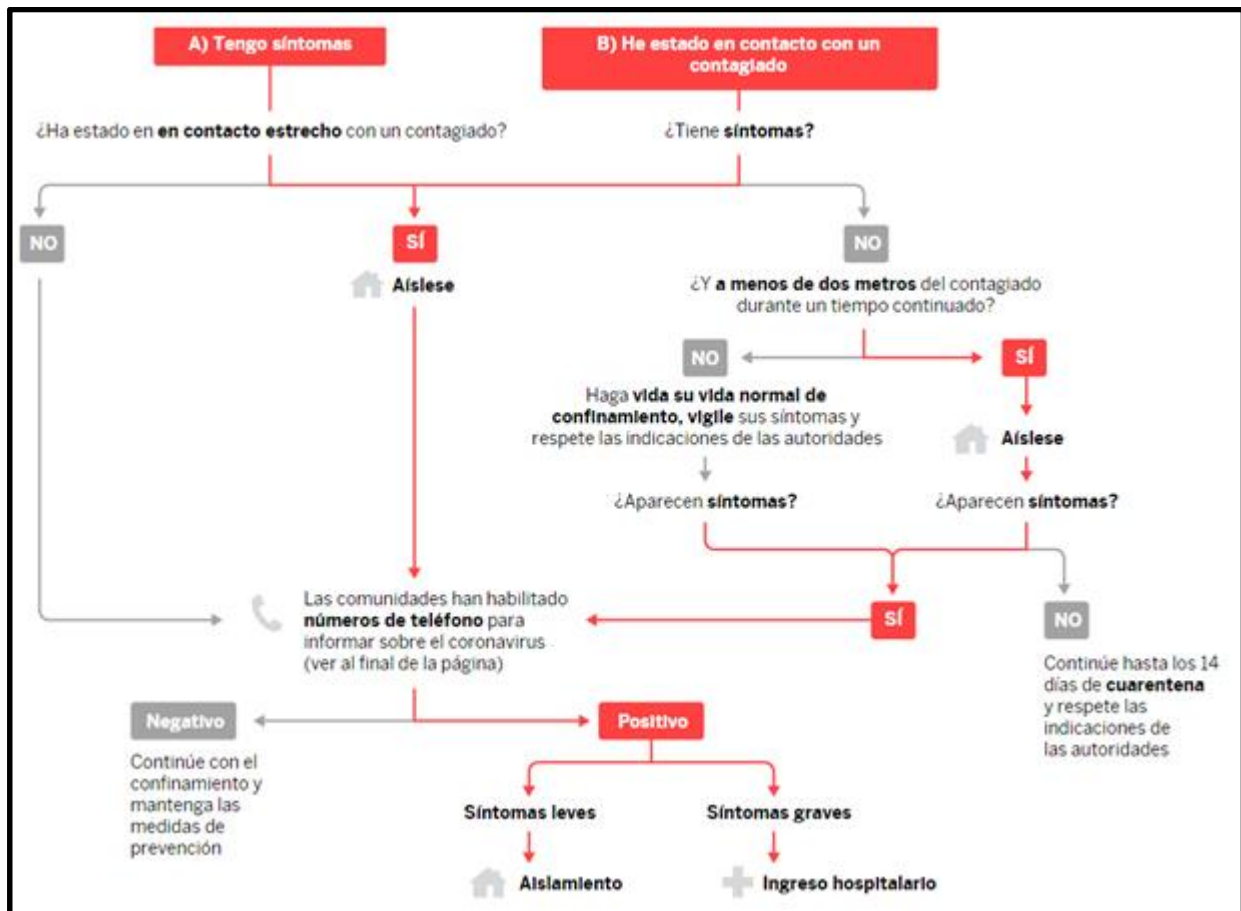 A) Tengo síntomas
B) He estado en contacto con un
contagiado
¿Ha estado en en contacto estrecho con un contagiado?
¿Tiene síntomas?
NO
SÍ
NO
Aíslese
¿Y a menos de dos metros del contagiado
durante un tiempo continuado?
NO
SÍ
Haga vida su vida normal de
confinamiento, vigile sus síntomas y
respete las indicaciones de las autoridades
Aíslese
¿Aparecen síntomas?
¿Aparecen síntomas?
Las comunidades han habilitado
números de teléfono para
informar sobre el coronavirus
(ver al final de la página)
SÍ
NO
Continúe hasta los 14
días de cuarentena
y respete las
indicaciones de
las autoridades
Negativo
Positivo
Continúe con el
confinamiento y
mantenga las
medidas de
prevención
Síntomas leves
Síntomas graves
Aislamiento
Ingreso hospitalario